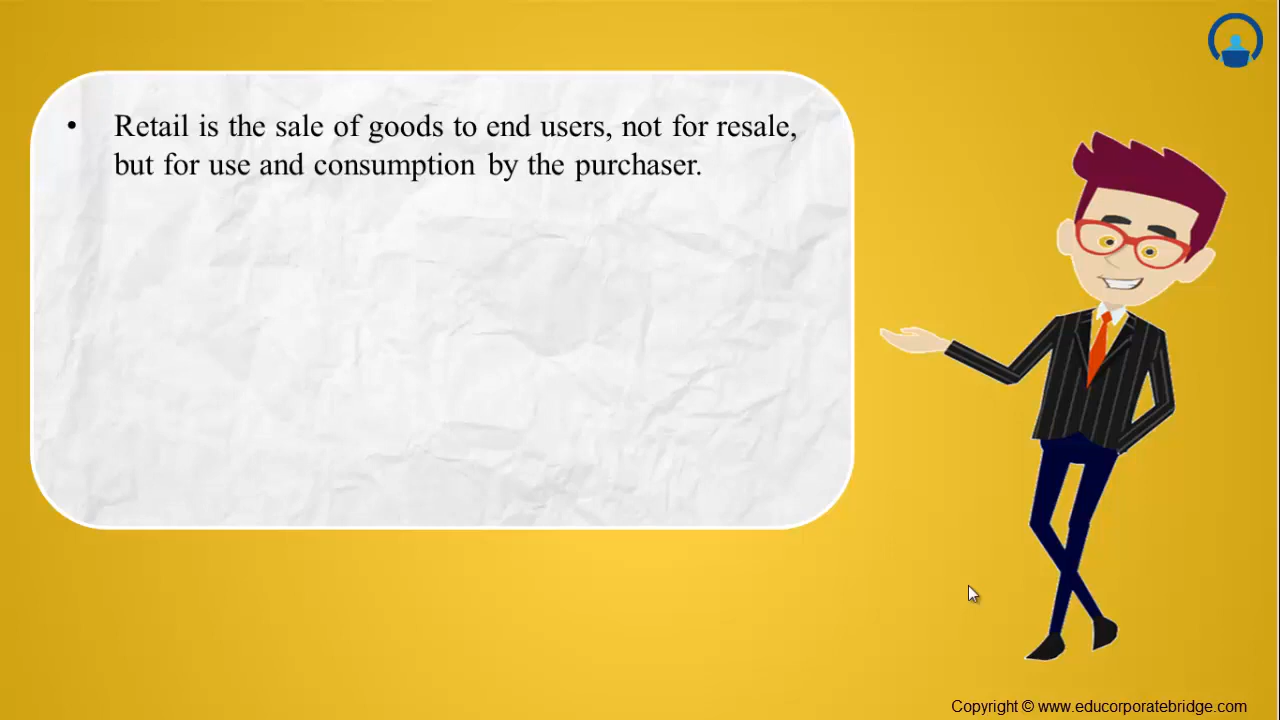 • Retail is the sale of goods to end users, not for resale,
but for use and consumption by the purchaser.
Copyright © www.educorporatebridge.com